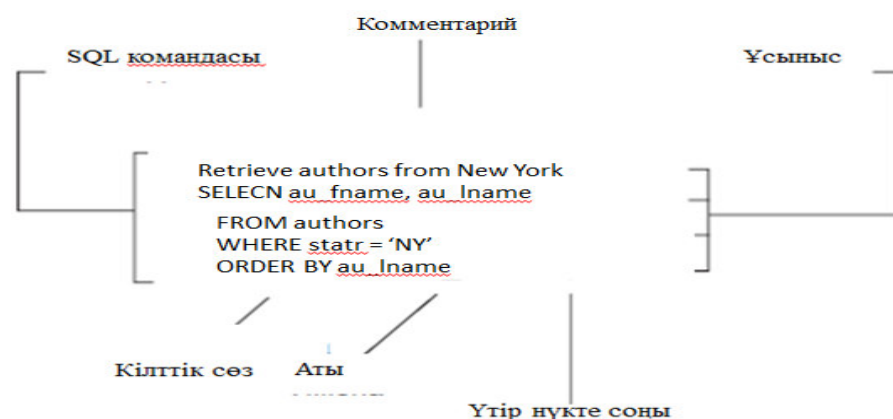 Комментарий
SQL командасы
Ұсыныс
Retrieve authors from New York
SELECN au_fname, au_lname
FROM authors
WHERE statr = ‘NY’
ORDER BY au_lname
Кілттік сөз
Аты
Үтір нүкте соңы